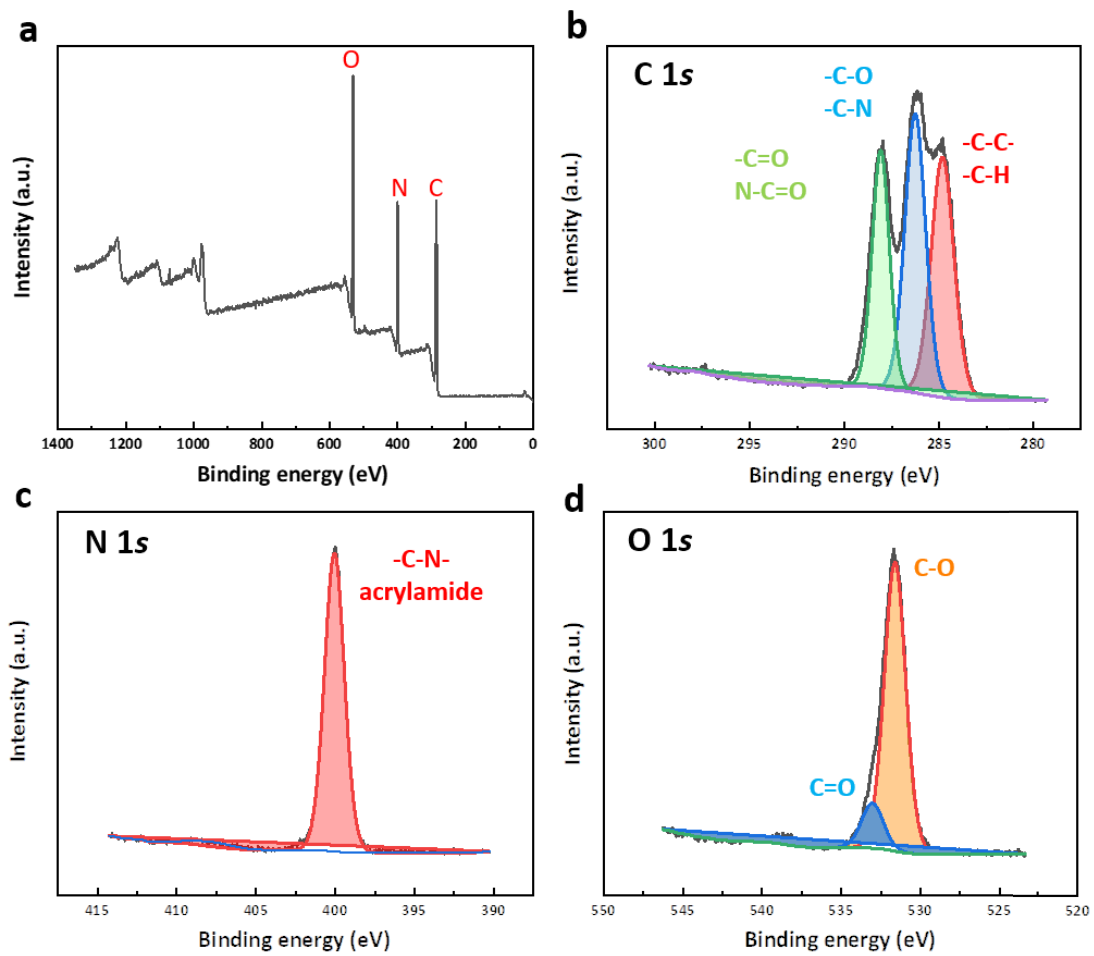 a
O
N
C
Intensity (a.u.)
1400 1200 1000 800 600 400 200 0
Binding energy (eV)
b
C 1s
-C-O
-C-N
-C=O
N-C=O
-C-C-
-C-H
Intensity (a.u.)
300 295 290 285 280
Binding energy (eV)
c
N 1s
-C-N-
acrylamide
Intensity (a.u.)
415 410 405 400 395 390
Binding energy (eV)
d
O 1s
C-O
C=O
Intensity (a.u.)
550 545 540 535 530 525 520
Binding energy (eV)